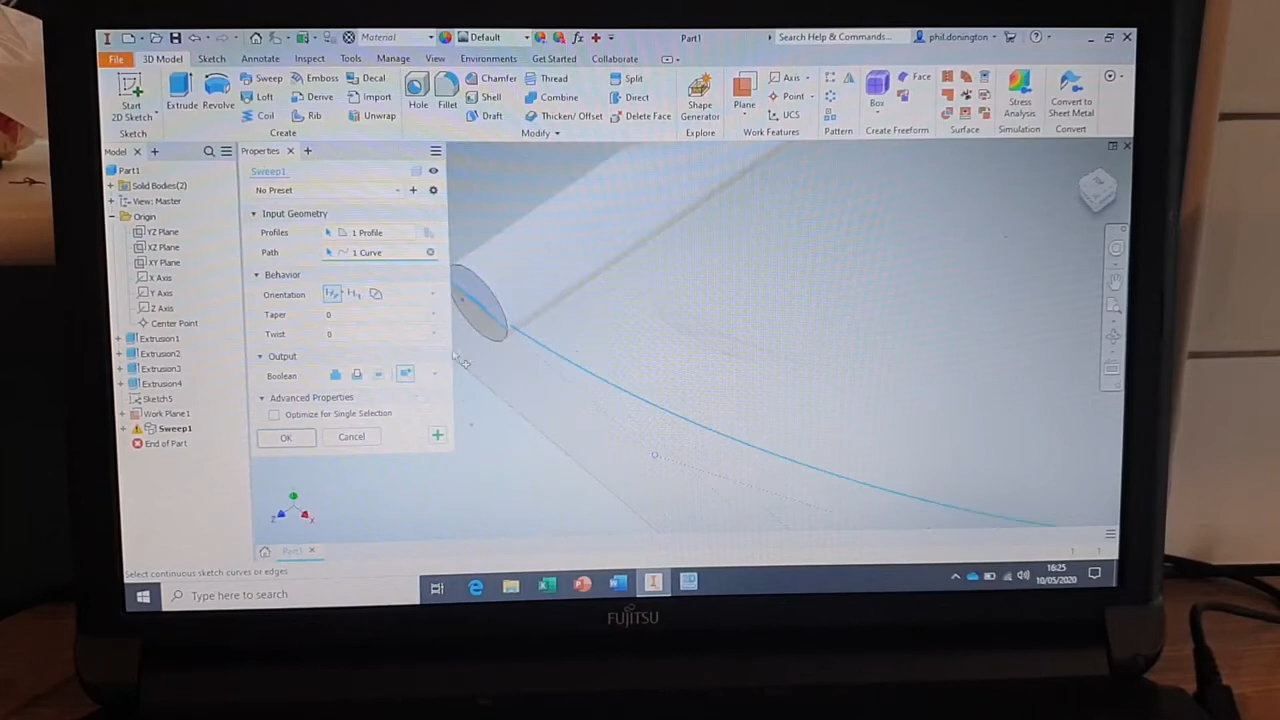 Material
Default
Part1
Search Help & Commands...
phil.donington
File 3D Model Sketch Annotate Inspect Tools Manage View Environments Get Started Collaborate
Start 2D Sketch
Extrude
Revolve
Sweep
Emboss
Decal
Loft
Derive
Import
Coil
Rib
Unwrap
Hole
Fillet
Chamfer
Thread
Split
Shell
Combine
Direct
Draft
Thicken/ Offset
Delete Face
Shape Generator
Plane
Axis
Point
UCS
Box
Face
Stress Analysis
Convert to Sheet Metal
Sketch
Create
Modify
Explore
Work Features
Pattern
Create Freeform
Surface
Simulation
Convert
Model
Part1
Solid Bodies(2)
View: Master
Origin
YZ Plane
XZ Plane
XY Plane
X Axis
Y Axis
Z Axis
Center Point
Extrusion1
Extrusion2
Extrusion3
Extrusion4
Sketch5
Work Plane1
Sweep1
End of Part
Properties
Sweep1
No Preset
Input Geometry
Profiles 1 Profile
Path 1 Curve
Behavior
Orientation
Taper 0
Twist 0
Output
Boolean
Advanced Properties
Optimize for Single Selection
OK Cancel
Z X
Part1
Select continuous sketch curves or edges
1 1
Type here to search
16:25
10/05/2020
FUJITSU